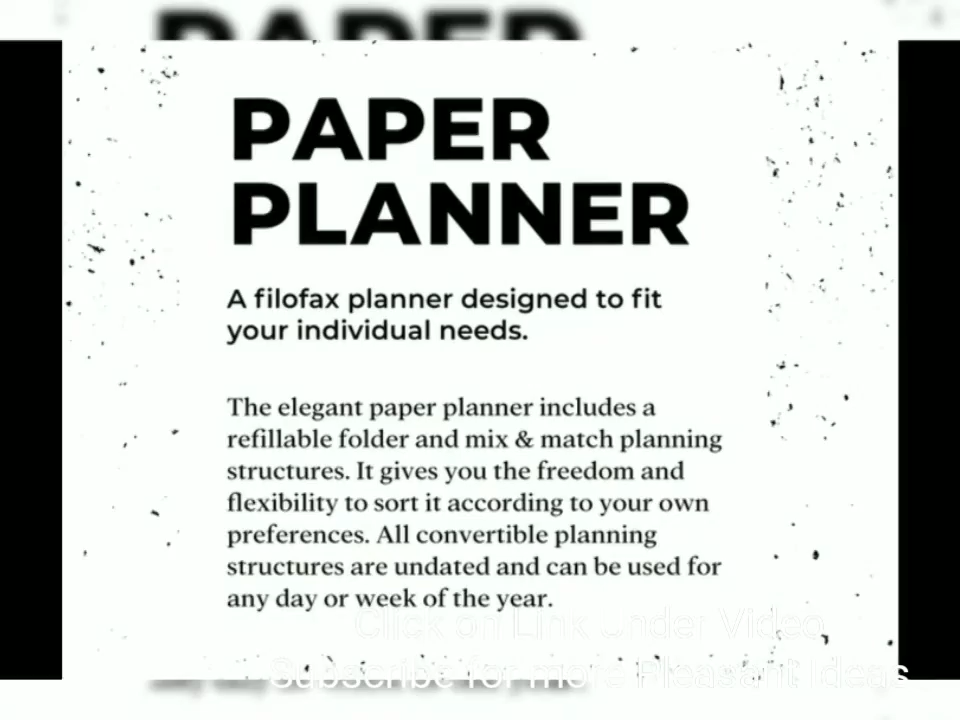 PAPER
PAPER
PLANNER
A filofax planner designed to fit
your individual needs.
The elegant paper planner includes a
refillable folder and mix & match planning
structures. It gives you the freedom and
flexibility to sort it according to your own
preferences. All convertible planning
structures are undated and can be used for
any day or week of the year.
Click on Link Under Video
Subscribe for more Pleasant Ideas